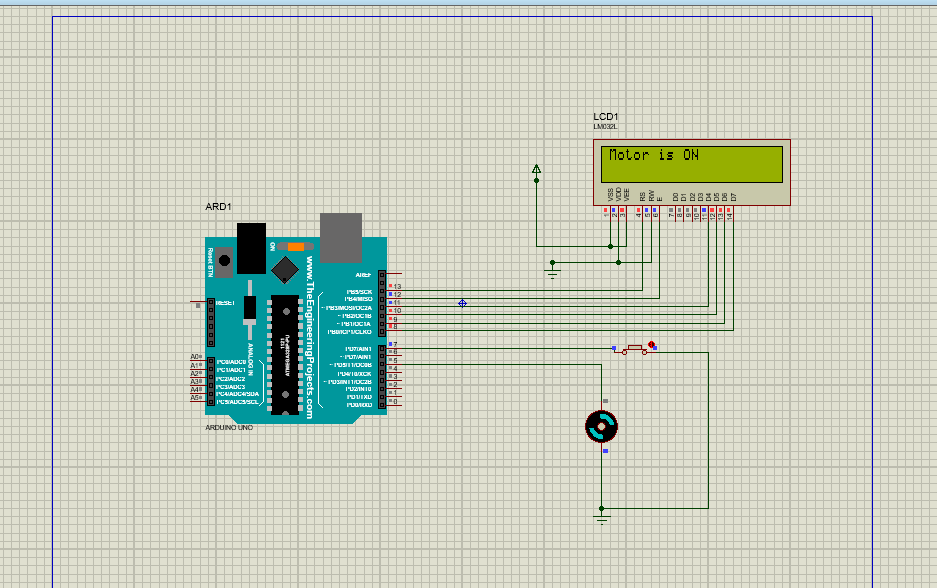 LCD1
LM032L
Motor is ON
VSS
VDD
VEE
RS
RW
E
D0
D1
D2
D3
D4
D5
D6
D7
1
2
3
4
5
6
7
8
9
10
11
12
13
14
ARD1
Reset BTN
ON
www.TheEngineeringProjects.com
AREF
PB5/SCK
13
PB4/MISO
12
~PB3/MOSI/OC2A
11
~PB2/OC1B
10
~PB1/OC1A
9
PB0/ICP1/CLKO
8
RESET
ANALOG IN
PD7/AIN1
7
~PD6/AIN0
6
~PD5/T1/OC0B
5
PD4/T0/XCK
4
~PD3/INT1/OC2B
3
PD2/INT0
2
PD1/TXD
1
PD0/RXD
0
A0
PC0/ADC0
A1
PC1/ADC1
A2
PC2/ADC2
A3
PC3/ADC3
A4
PC4/ADC4/SDA
A5
PC5/ADC5/SCL
ARDUINO UNO